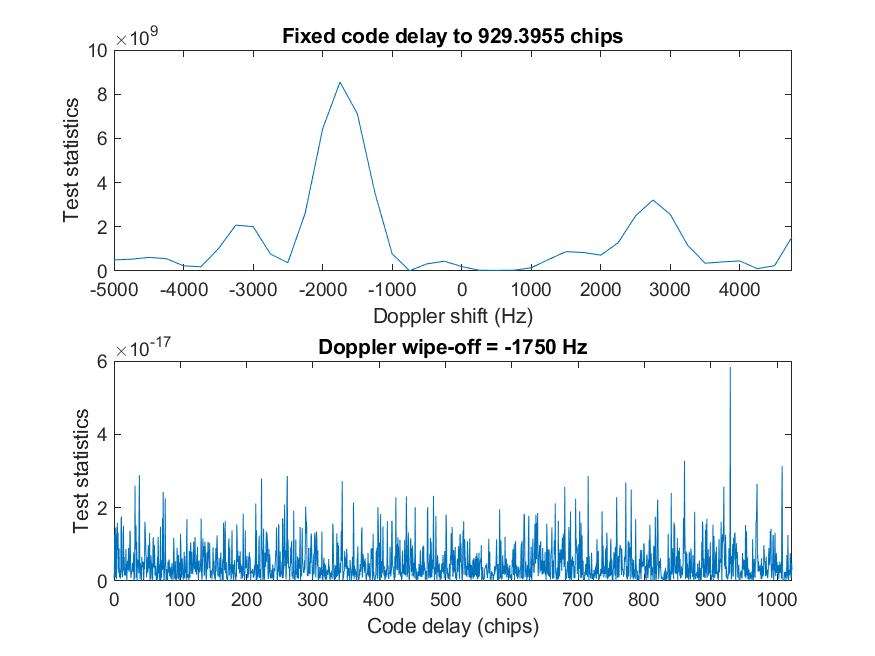 ×10^9
Fixed code delay to 929.3955 chips
10
8
6
4
2
0
Test statistics
-5000 -4000 -3000 -2000 -1000 0 1000 2000 3000 4000
Doppler shift (Hz)
×10^-17
Doppler wipe-off = -1750 Hz
6
4
2
0
Test statistics
0 100 200 300 400 500 600 700 800 900 1000
Code delay (chips)